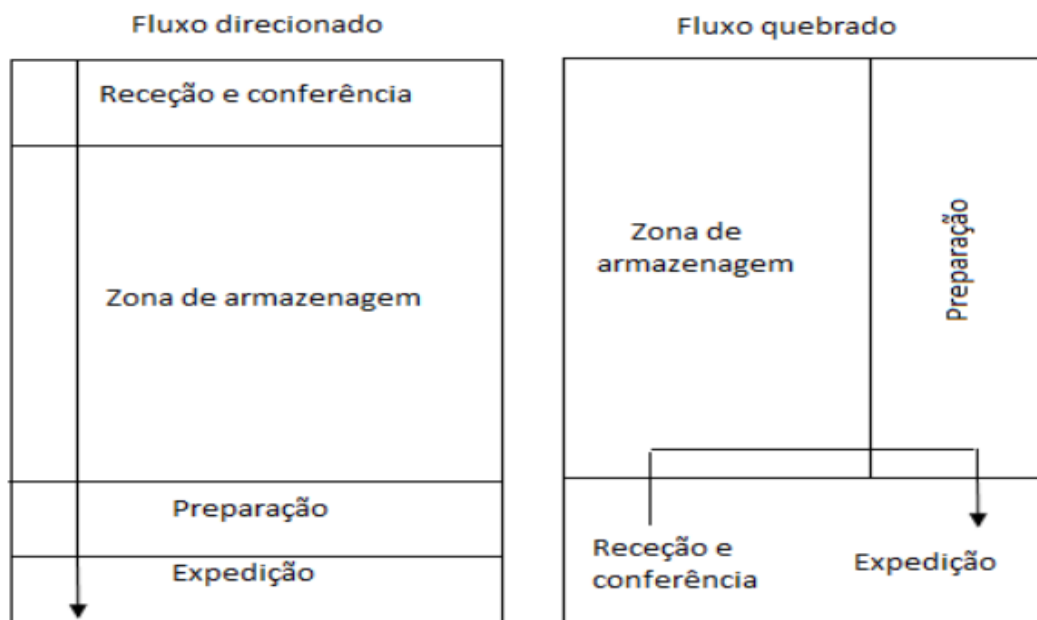 Fluxo direcionado
Receção e conferência
Zona de armazenagem
Preparação
Expedição
Fluxo quebrado
Zona de
armazenagem
Preparação
Receção e
conferência
Expedição